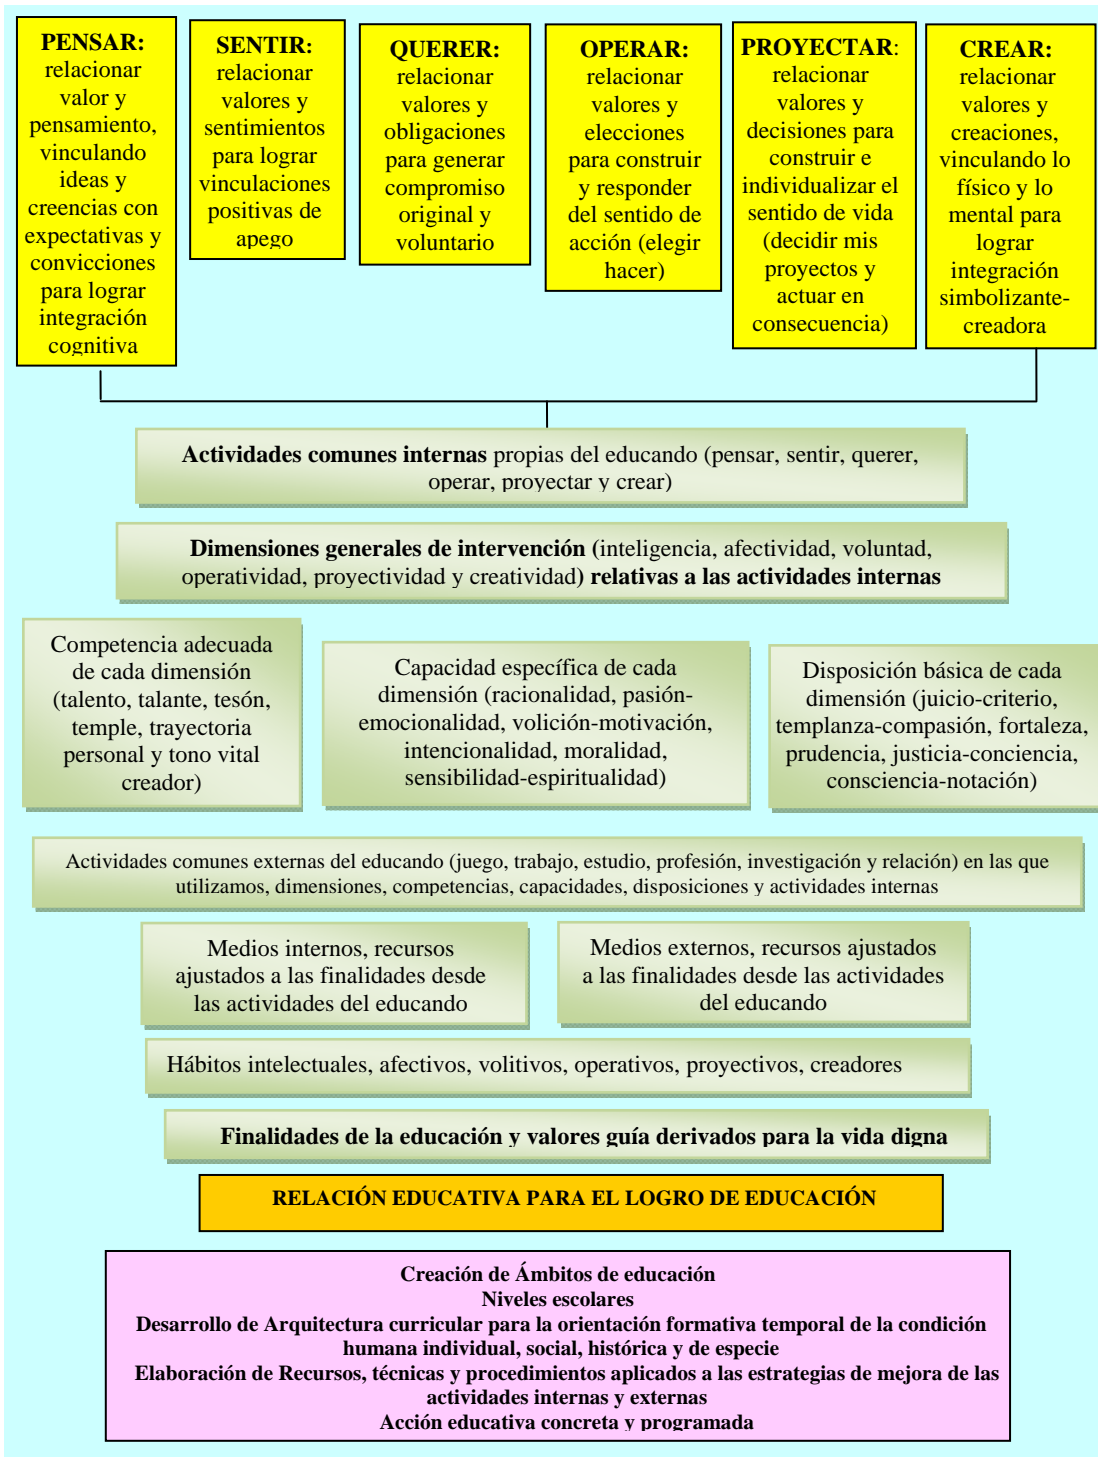 PENSAR:
relacionar
valor y
pensamiento,
vinculando
ideas y
creencias con
expectativas y
convicciones
para lograr
integración
cognitiva
SENTIR:
relacionar
valores y
sentimientos
para lograr
vinculaciones
positivas de
apego
QUERER:
relacionar
valores y
obligaciones
para generar
compromiso
original y
voluntario
OPERAR:
relacionar
valores y
elecciones
para construir
y responder
del sentido de
acción (elegir
hacer)
PROYECTAR:
relacionar
valores y
decisiones para
construir e
individualizar el
sentido de vida
(decidir mis
proyectos y
actuar en
consecuencia)
CREAR:
relacionar
valores y
creaciones,
vinculando lo
físico y lo
mental para
lograr
integración
simbolizante-
creadora
Actividades comunes internas propias del educando (pensar, sentir, querer,
operar, proyectar y crear)
Dimensiones generales de intervención (inteligencia, afectividad, voluntad,
operatividad, proyectividad y creatividad) relativas a las actividades internas
Competencia adecuada
de cada dimensión
(talento, talante, tesón,
temple, trayectoria
personal y tono vital
creador)
Capacidad específica de cada
dimensión (racionalidad, pasión-
emocionalidad, volición-motivación,
intencionalidad, moralidad,
sensibilidad-espiritualidad)
Disposición básica de cada
dimensión (juicio-criterio,
templanza-compasión, fortaleza,
prudencia, justicia-conciencia,
consciencia-notación)
Actividades comunes externas del educando (juego, trabajo, estudio, profesión, investigación y relación) en las que
utilizamos, dimensiones, competencias, capacidades, disposiciones y actividades internas
Medios internos, recursos
ajustados a las finalidades desde
las actividades del educando
Medios externos, recursos ajustados
a las finalidades desde las actividades
del educando
Hábitos intelectuales, afectivos, volitivos, operativos, proyectivos, creadores
Finalidades de la educación y valores guía derivados para la vida digna
RELACIÓN EDUCATIVA PARA EL LOGRO DE EDUCACIÓN
Creación de Ámbitos de educación
Niveles escolares
Desarrollo de Arquitectura curricular para la orientación formativa temporal de la condición
humana individual, social, histórica y de especie
Elaboración de Recursos, técnicas y procedimientos aplicados a las estrategias de mejora de las
actividades internas y externas
Acción educativa concreta y programada